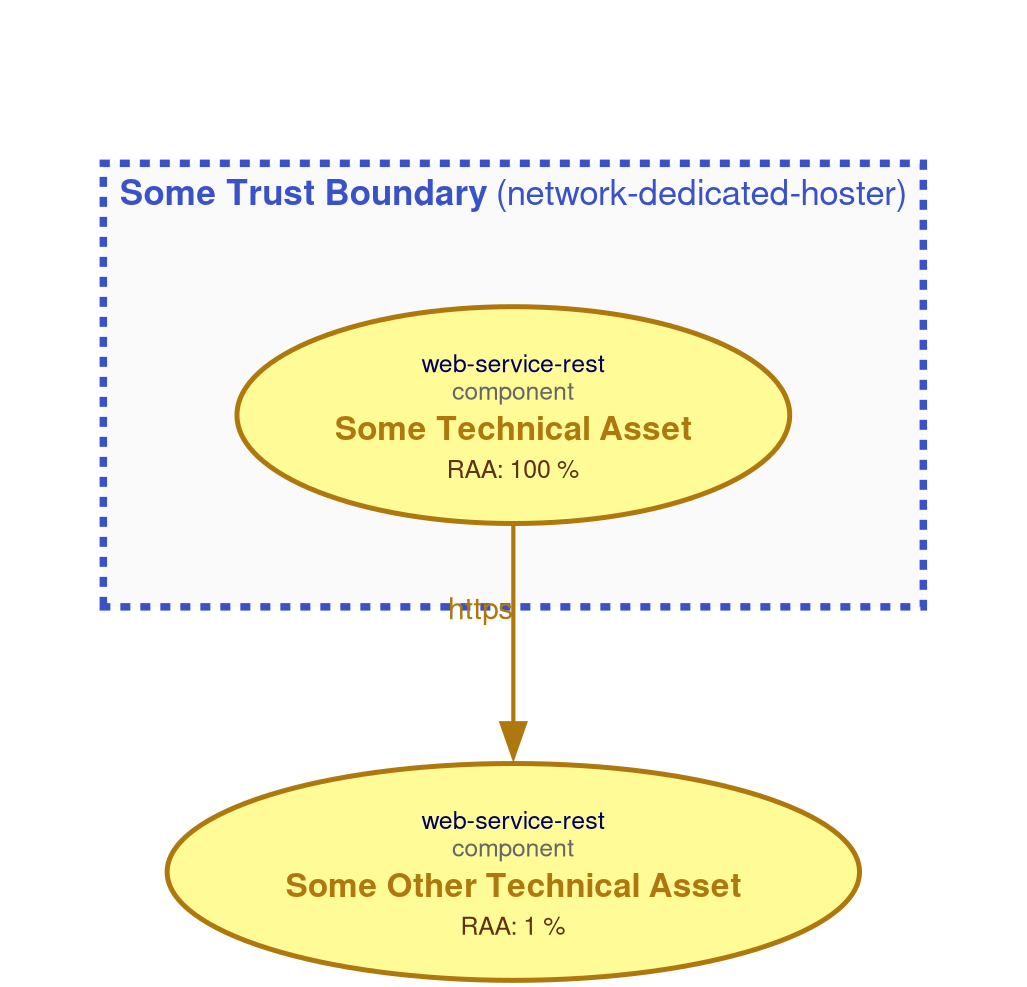 Some Trust Boundary (network-dedicated-hoster)
web-service-rest
component
Some Technical Asset
RAA: 100 %
https
web-service-rest
component
Some Other Technical Asset
RAA: 1 %